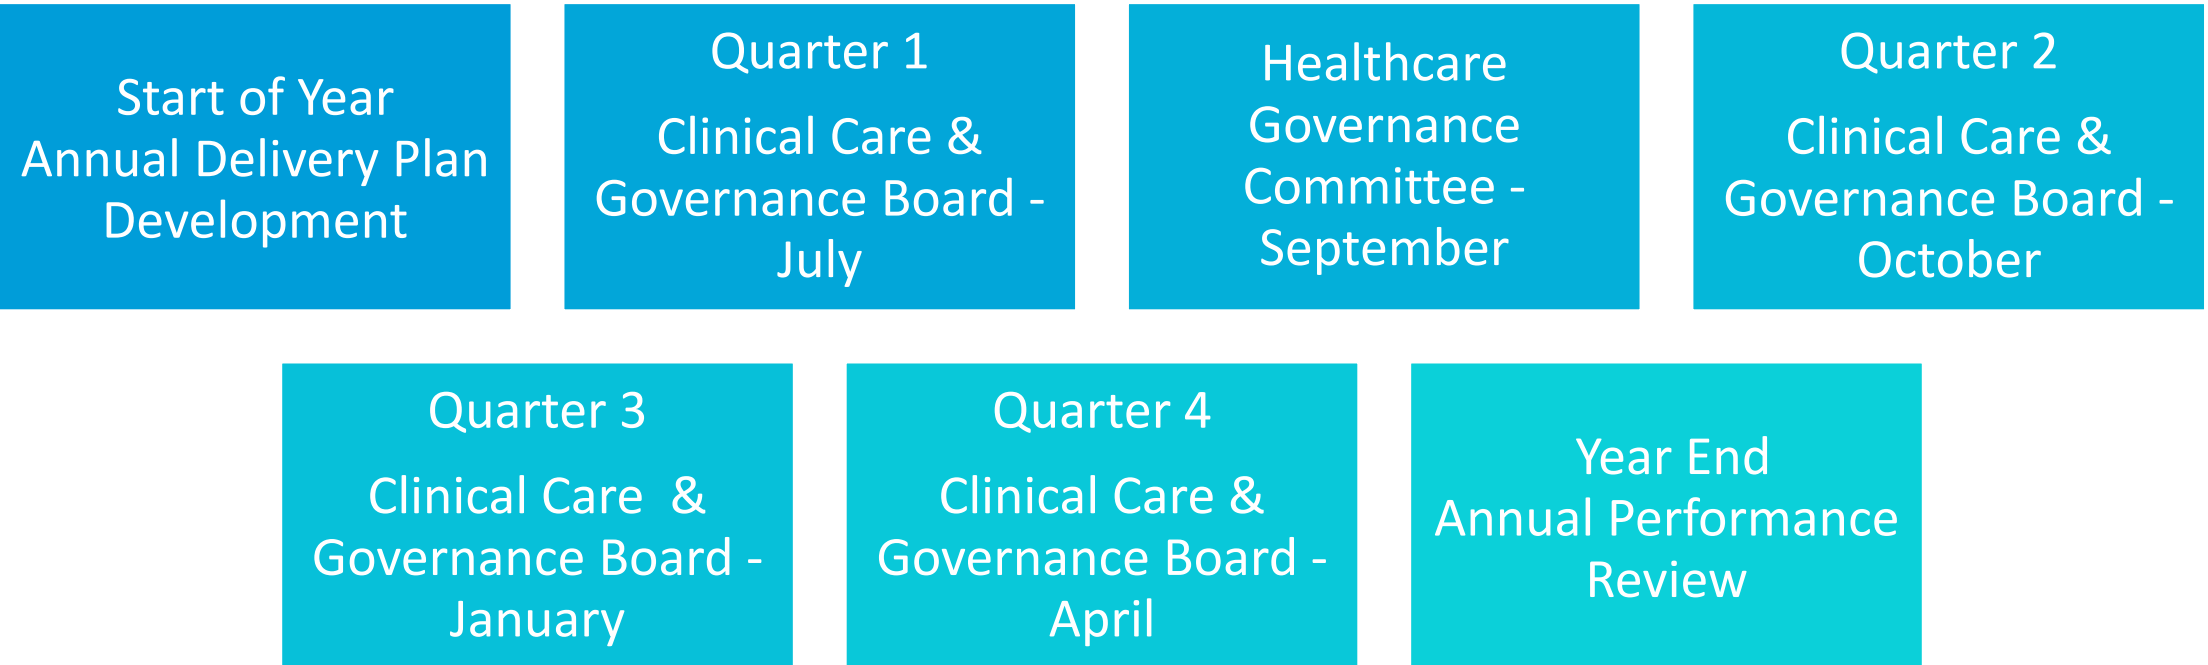 Start of Year
Annual Delivery Plan
Development
Quarter 1
Clinical Care &
Governance Board -
July
Healthcare
Governance
Committee -
September
Quarter 2
Clinical Care &
Governance Board -
October
Quarter 3
Clinical Care  &
Governance Board -
January
Quarter 4
Clinical Care &
Governance Board -
April
Year End
Annual Performance
Review